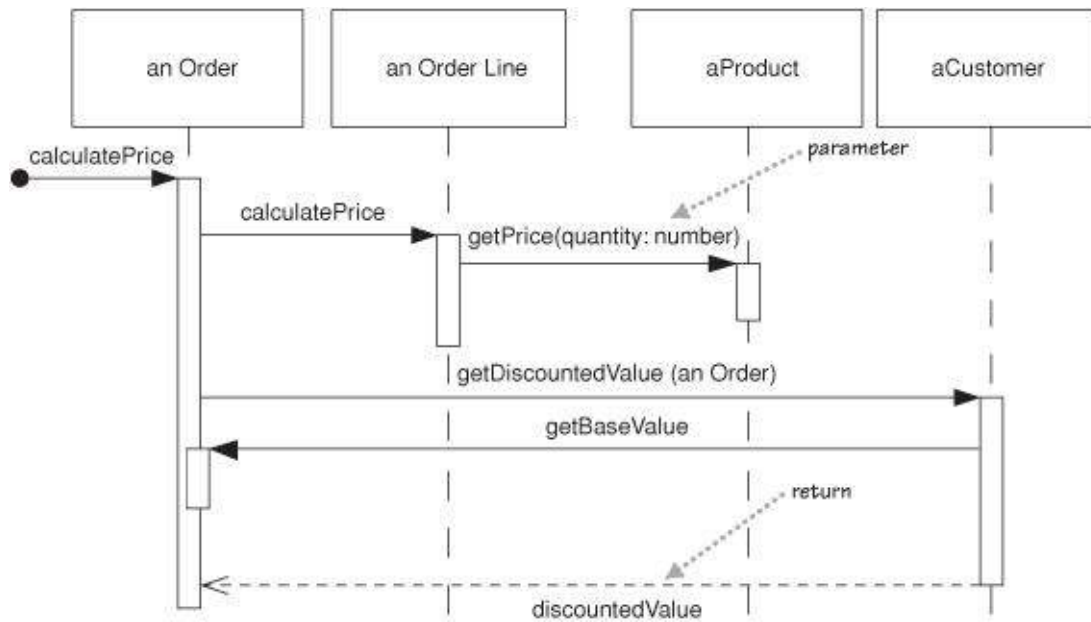 an Order
an Order Line
aProduct
aCustomer
calculatePrice
parameter
calculatePrice
getPrice(quantity: number)
getDiscountedValue (an Order)
getBaseValue
return
discountedValue